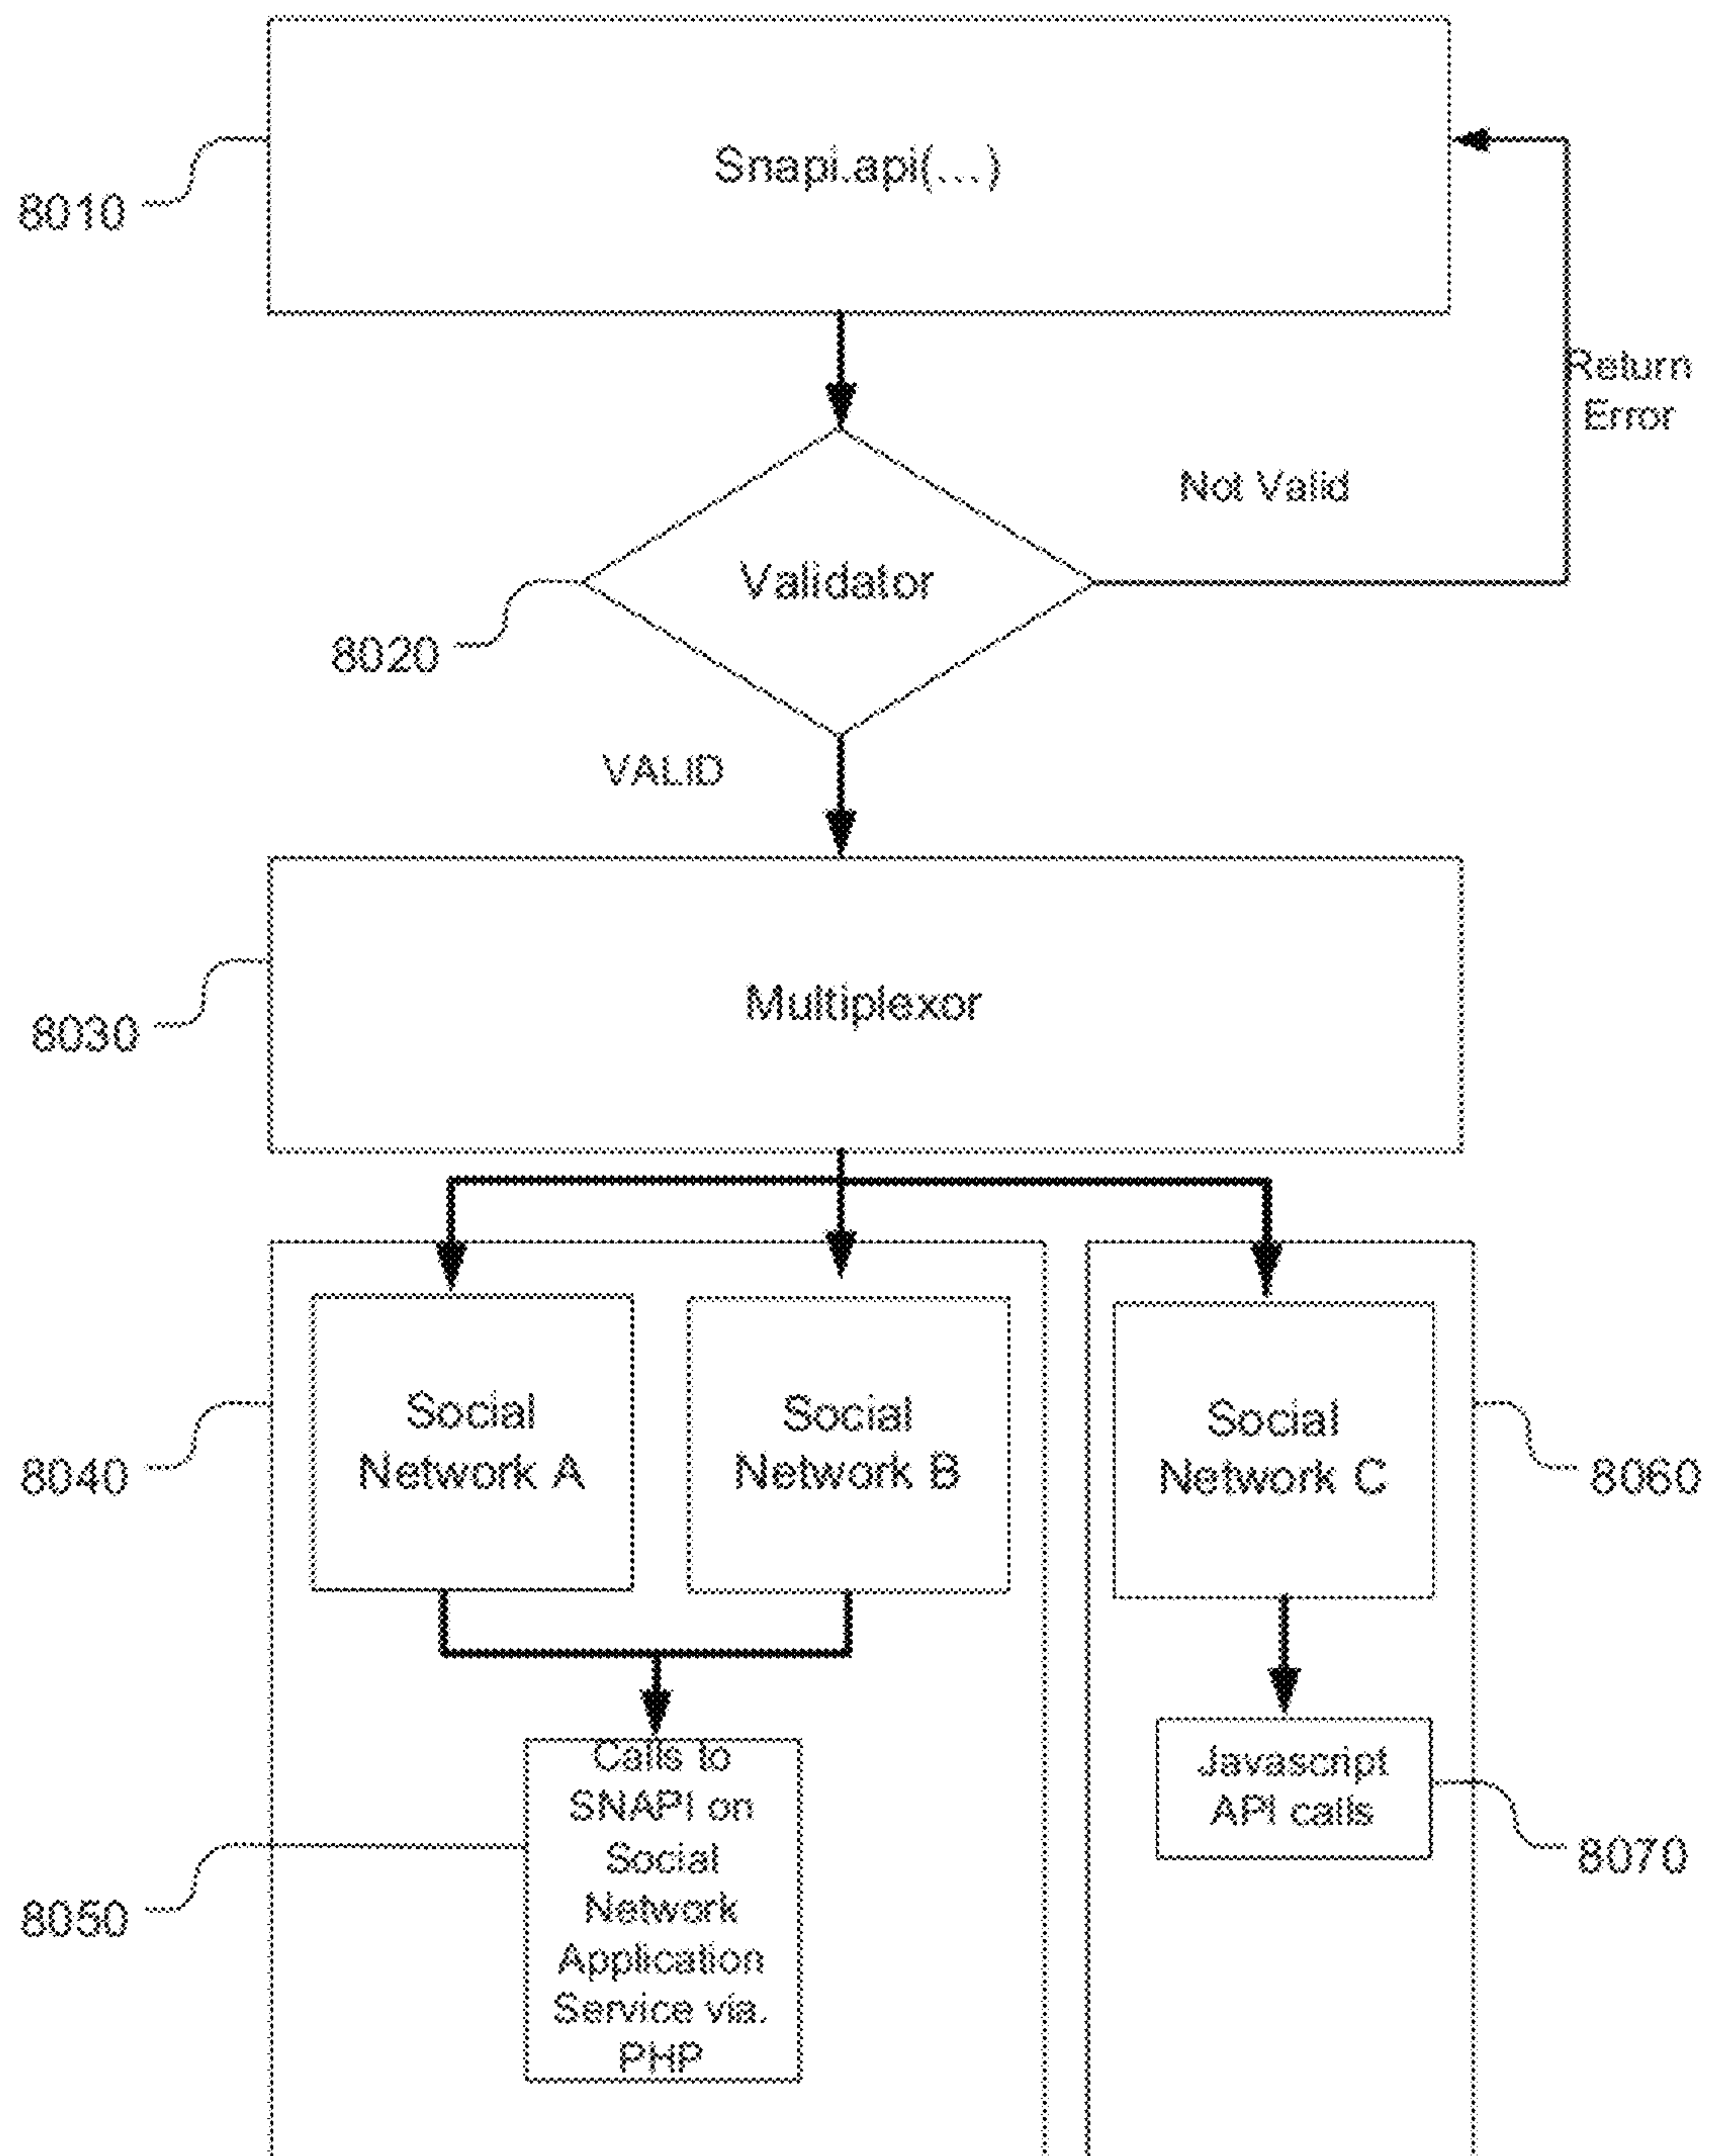 Snapi.api(...)
8010
Return
Error
Not Valid
Validator
8020
VALID
Multiplexor
8030
Social
Network A
Social
Network B
Social
Network C
8040
8060
Calls to
SNAPI on
Social
Network
Application
Service via.
PHP
Javascript
API calls
8050
8070